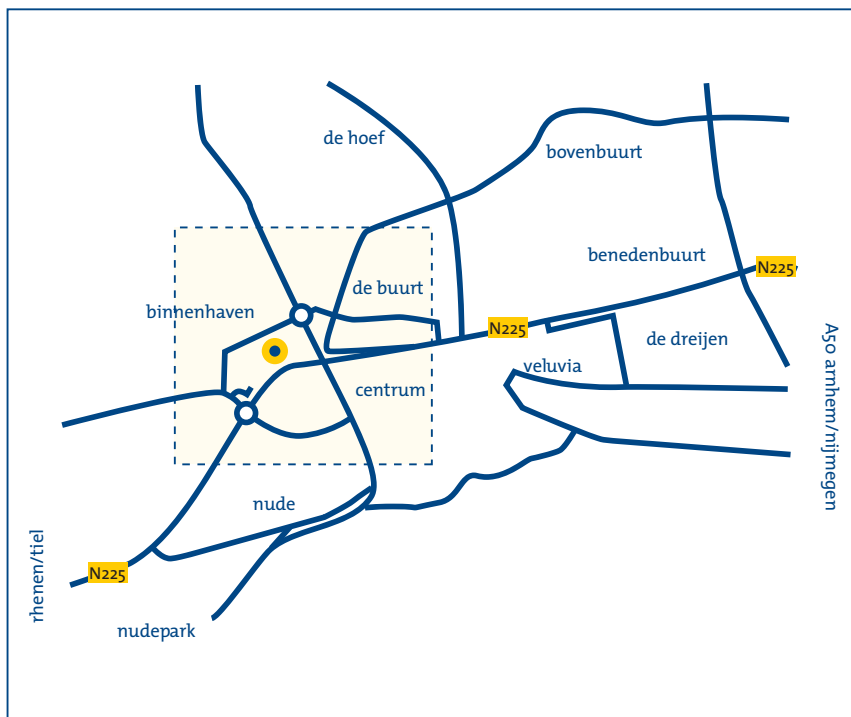 de hoef
bovenbuurt
benedenbuurt
N225
de buurt
binnenhaven
N225
de dreijen
veluvia
centrum
A50 arnhem/nijmegen
nude
rhenen/tiel
N225
nudepark